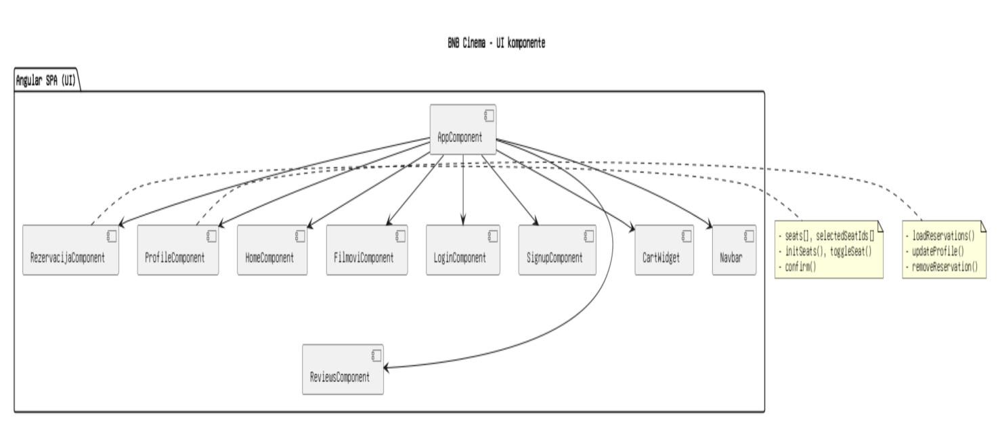 BNB Cinema - UI komponente
Angular SPA (UI)
AppComponent
RezervacijaComponent
ProfileComponent
HomeComponent
FilmoviComponent
LoginComponent
SignupComponent
CartWidget
Navbar
- seats[], selectedSeatIds[]
- initSeats(), toggleSeat()
- confirm()
- loadReservations()
- updateProfile()
- removeReservation()
ReviewsComponent